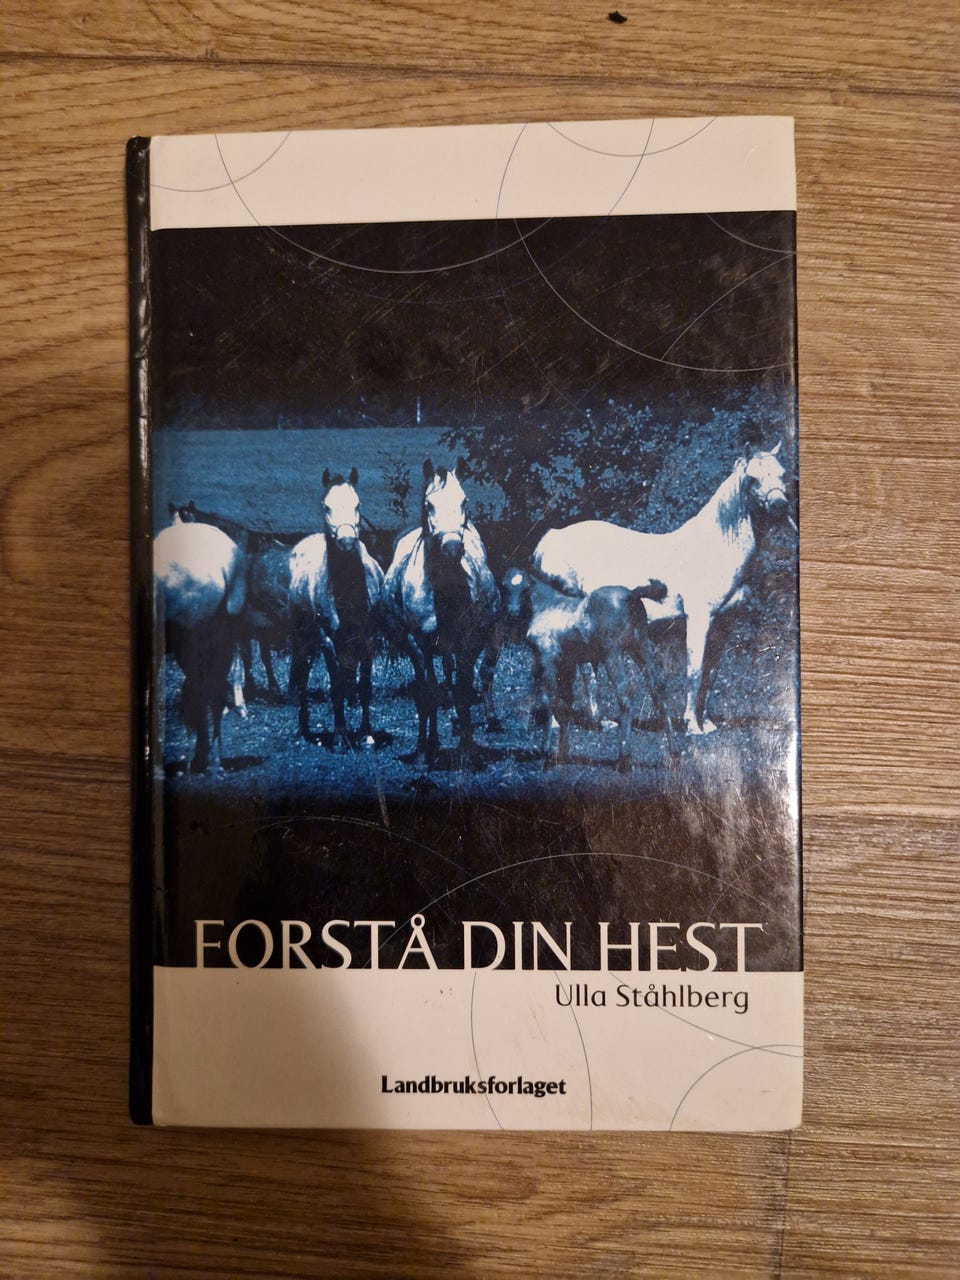 FORSTÅ DIN HEST
Ulla Ståhlberg
Landbruksforlaget